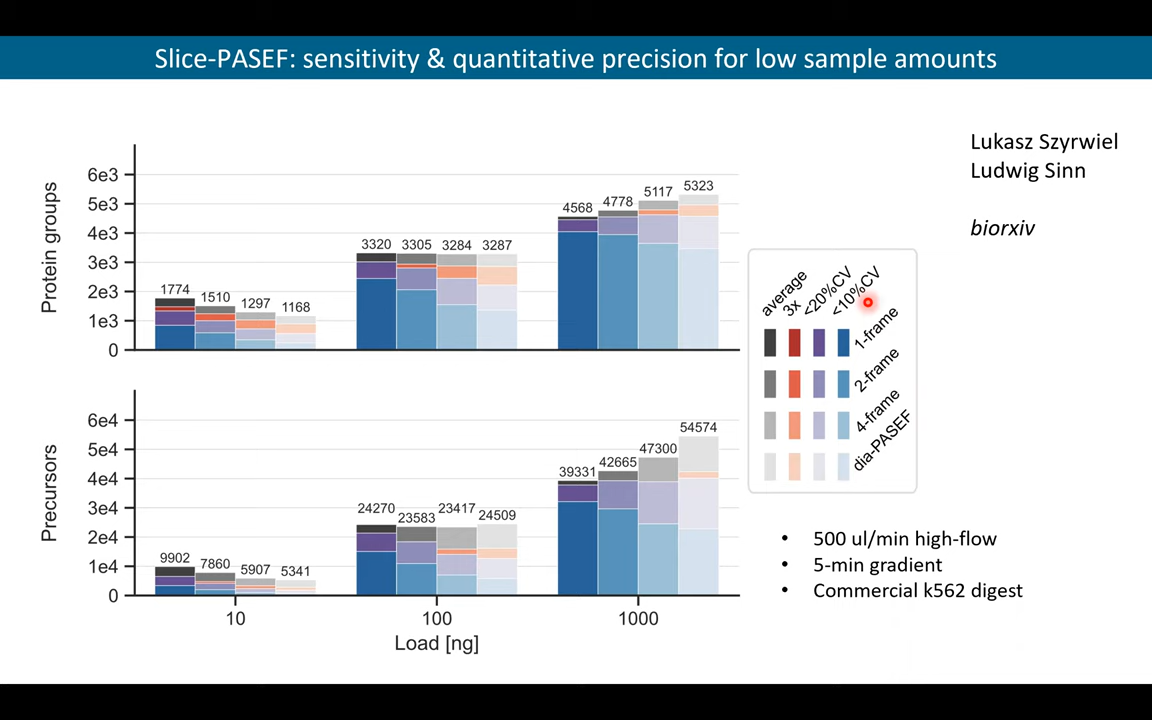 Slice-PASEF: sensitivity & quantitative precision for low sample amounts
Lukasz Szyrwiel
Ludwig Sinn
biorxiv
Protein groups
6e3
5e3
4e3
3e3
2e3
1e3
0
1774
1510
1297
1168
3320
3305
3284
3287
4568
4778
5117
5323
average
3x
<20%CV
<10%CV
1-frame
2-frame
4-frame
dia-PASEF
Precursors
6e4
5e4
4e4
3e4
2e4
1e4
0
9902
7860
5907
5341
24270
23583
23417
24509
39331
42665
47300
54574
10
100
1000
Load [ng]
• 500 ul/min high-flow
• 5-min gradient
• Commercial k562 digest